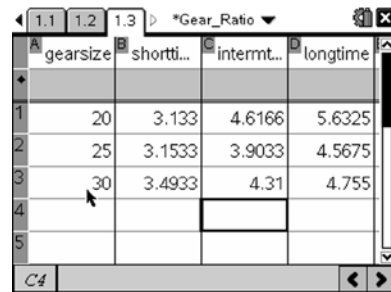 1.1 1.2 1.3 *Gear_Ratio
A gearsize B shortti... C intermt... D longtime
1 20 3.133 4.6166 5.6325
2 25 3.1533 3.9033 4.5675
3 30 3.4933 4.31 4.755
4
5
C4